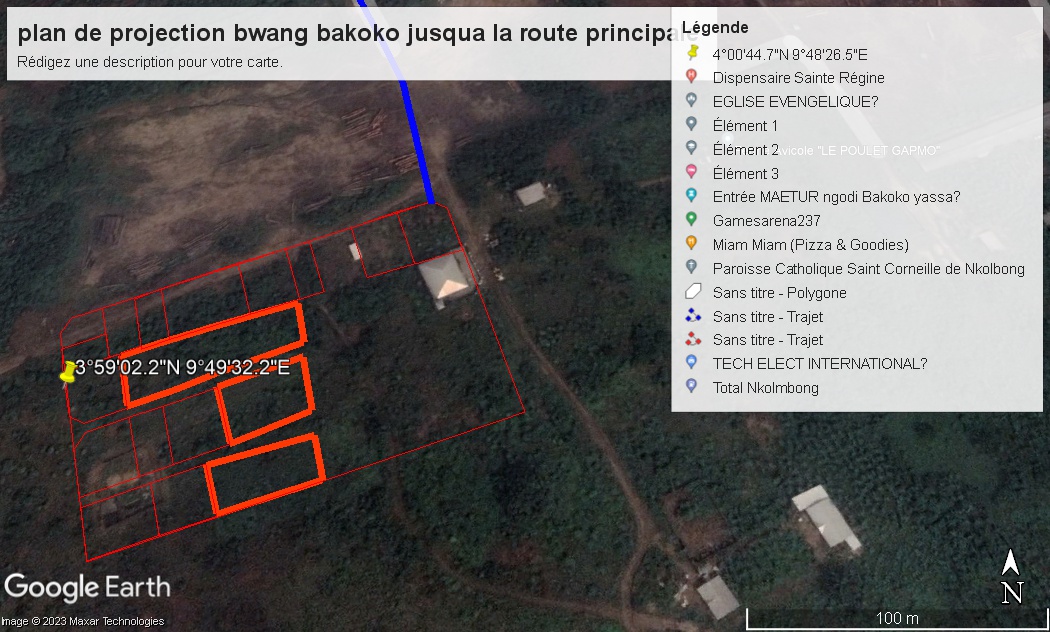 plan de projection bwang bakoko jusqua la route principale
Rédigez une description pour votre carte.
Légende
4°00'44.7"N 9°48'26.5"E
Dispensaire Sainte Régine
EGLISE EVENGELIQUE?
Élément 1
Élément 2
Avicole "LE POULET GAPMO"
Élément 3
Entrée MAETUR ngodi Bakoko yassa?
Gamesarena237
Miam Miam (Pizza & Goodies)
Paroisse Catholique Saint Corneille de Nkolbong
Sans titre - Polygone
Sans titre - Trajet
Sans titre - Trajet
TECH ELECT INTERNATIONAL?
Total Nkolmbong
3°59'02.2"N 9°49'32.2"E
Google Earth
Image © 2023 Maxar Technologies
N
100 m